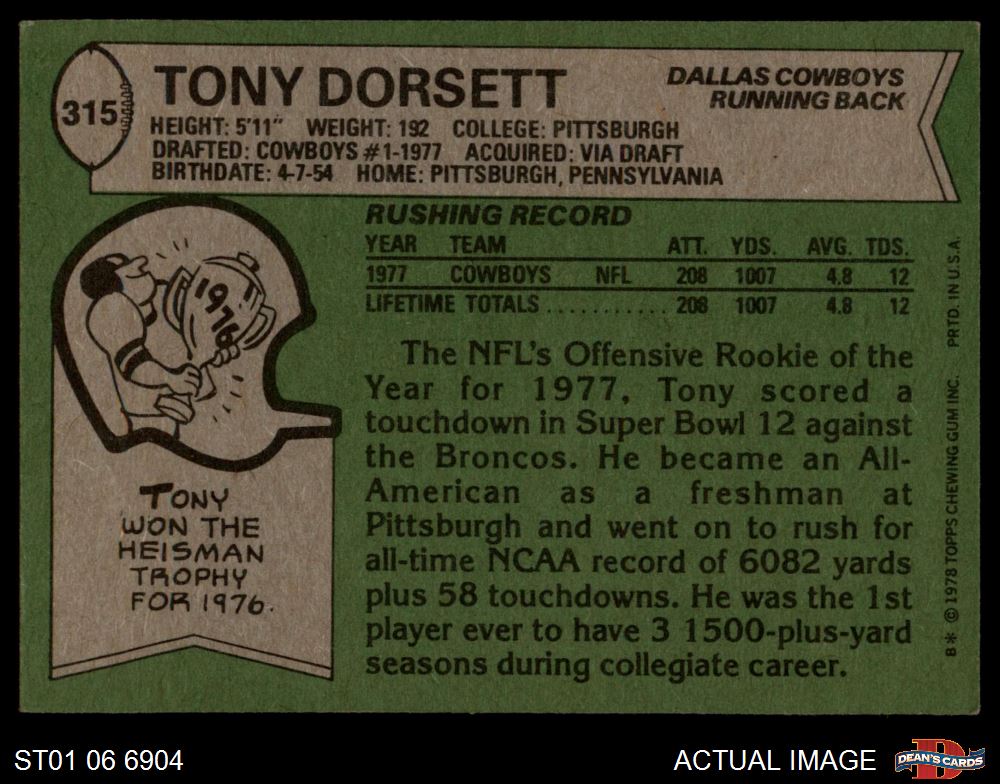 315
TONY DORSETT
DALLAS COWBOYS
RUNNING BACK
HEIGHT: 5'11" WEIGHT: 192 COLLEGE: PITTSBURGH
DRAFTED: COWBOYS #1-1977 ACQUIRED: VIA DRAFT
BIRTHDATE: 4-7-54 HOME: PITTSBURGH, PENNSYLVANIA
RUSHING RECORD
YEAR TEAM ATT. YDS. AVG. TDS.
1977 COWBOYS NFL 208 1007 4.8 12
LIFETIME TOTALS ........... 208 1007 4.8 12
1976
TONY
WON THE
HEISMAN
TROPHY
FOR 1976.
The NFL's Offensive Rookie of the
Year for 1977, Tony scored a
touchdown in Super Bowl 12 against
the Broncos. He became an All-
American as a freshman at
Pittsburgh and went on to rush for
all-time NCAA record of 6082 yards
plus 58 touchdowns. He was the 1st
player ever to have 3 1500-plus-yard
seasons during collegiate career.
B* © 1978 TOPPS CHEWING GUM INC. PRTD. IN U.S.A.
ST01 06 6904
ACTUAL IMAGE
D
DEAN'S CARDS